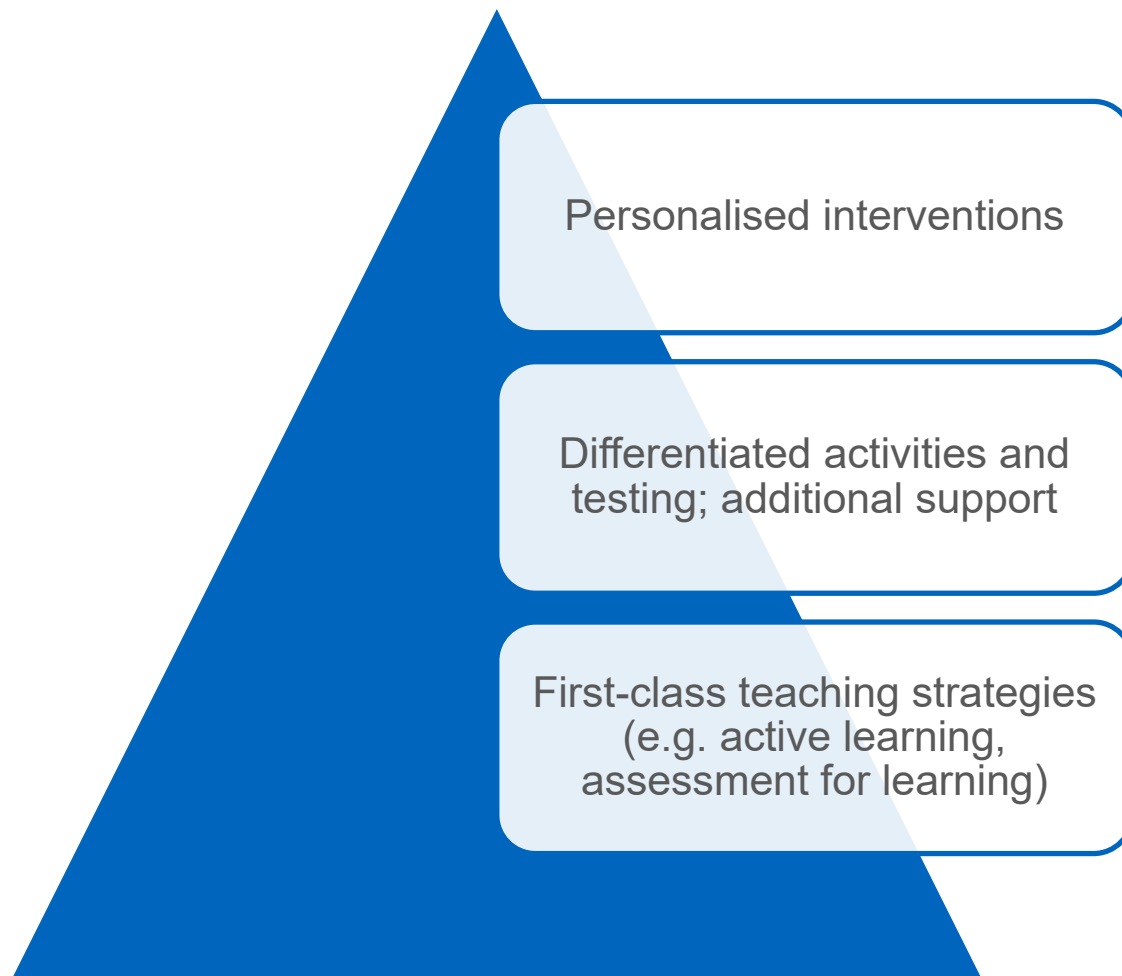 Personalised interventions
Differentiated activities and
testing; additional support
First-class teaching strategies
(e.g. active learning,
assessment for learning)